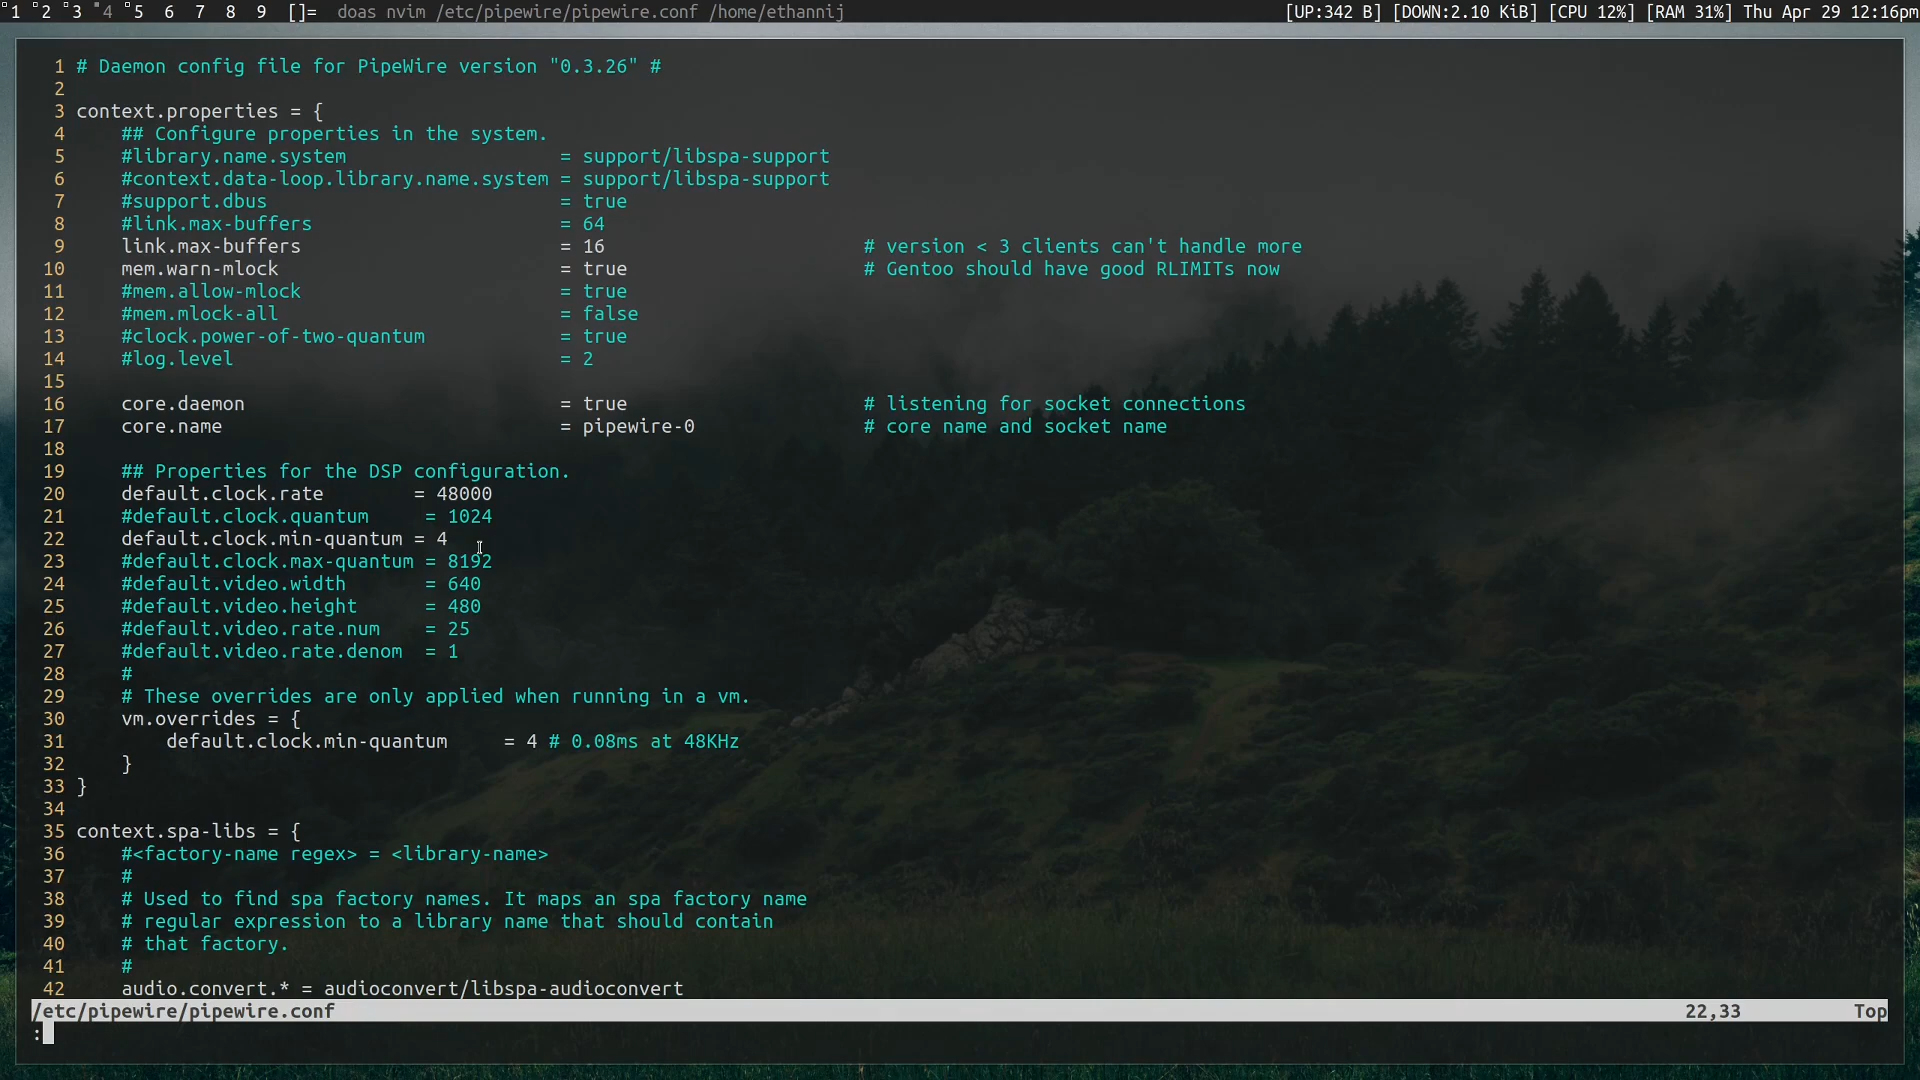 1 2 3 4 5 6 7 8 9 []= doas nvim /etc/pipewire/pipewire.conf /home/ethannij [UP:342 B] [DOWN:2.10 KiB] [CPU 12%] [RAM 31%] Thu Apr 29 12:16pm
1 # Daemon config file for PipeWire version "0.3.26" #
2
3 context.properties = {
4     ## Configure properties in the system.
5     #library.name.system                   = support/libspa-support
6     #context.data-loop.library.name.system = support/libspa-support
7     #support.dbus                          = true
8     #link.max-buffers                      = 64
9     link.max-buffers                       = 16                       # version < 3 clients can't handle more
10     mem.warn-mlock                         = true                     # Gentoo should have good RLIMITs now
11     #mem.allow-mlock                       = true
12     #mem.mlock-all                         = false
13     #clock.power-of-two-quantum            = true
14     #log.level                             = 2
15
16     core.daemon                            = true                     # listening for socket connections
17     core.name                              = pipewire-0               # core name and socket name
18
19     ## Properties for the DSP configuration.
20     default.clock.rate        = 48000
21     #default.clock.quantum     = 1024
22     default.clock.min-quantum = 4
23     #default.clock.max-quantum = 8192
24     #default.video.width       = 640
25     #default.video.height      = 480
26     #default.video.rate.num    = 25
27     #default.video.rate.denom  = 1
28     #
29     # These overrides are only applied when running in a vm.
30     vm.overrides = {
31         default.clock.min-quantum     = 4 # 0.08ms at 48KHz
32     }
33 }
34
35 context.spa-libs = {
36     #<factory-name regex> = <library-name>
37     #
38     # Used to find spa factory names. It maps an spa factory name
39     # regular expression to a library name that should contain
40     # that factory.
41     #
42     audio.convert.* = audioconvert/libspa-audioconvert
/etc/pipewire/pipewire.conf 22,33 Top
: